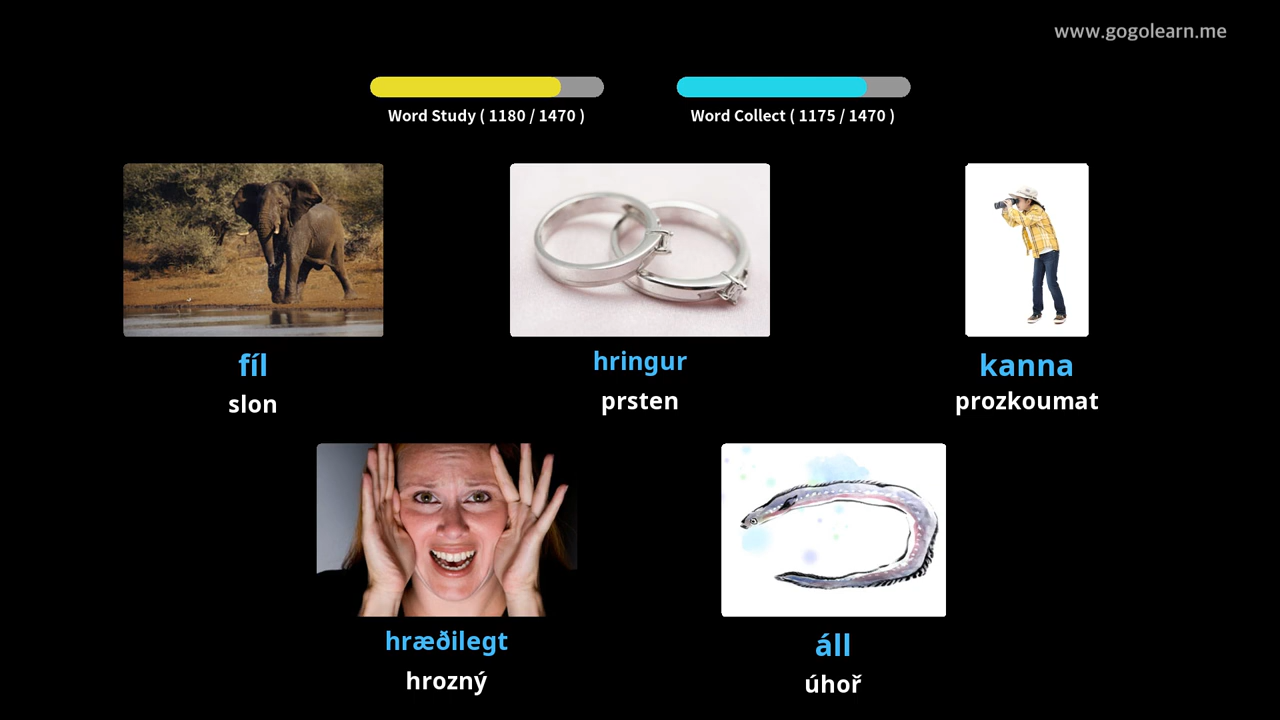 www.gogolearn.me
Word Study ( 1180 / 1470 )
Word Collect ( 1175 / 1470 )
fíl
slon
hringur
prsten
kanna
prozkoumat
hræðilegt
hrozný
áll
úhoř